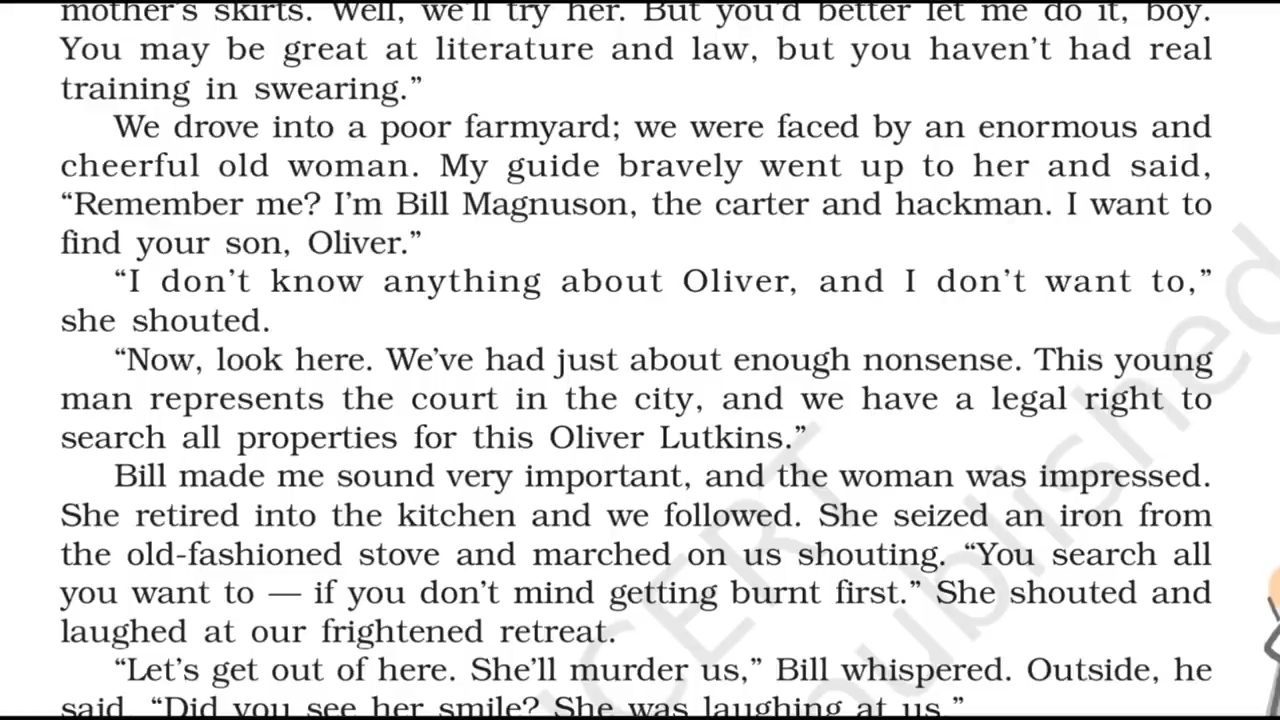 mother's skirts. Well, we'll try her. But you'd better let me do it, boy.
You may be great at literature and law, but you haven't had real
training in swearing.”
We drove into a poor farmyard; we were faced by an enormous and
cheerful old woman. My guide bravely went up to her and said,
“Remember me? I'm Bill Magnuson, the carter and hackman. I want to
find your son, Oliver.”
“I don't know anything about Oliver, and I don't want to,”
she shouted.
“Now, look here. We've had just about enough nonsense. This young
man represents the court in the city, and we have a legal right to
search all properties for this Oliver Lutkins.”
Bill made me sound very important, and the woman was impressed.
She retired into the kitchen and we followed. She seized an iron from
the old-fashioned stove and marched on us shouting. “You search all
you want to — if you don't mind getting burnt first.” She shouted and
laughed at our frightened retreat.
“Let's get out of here. She'll murder us,” Bill whispered. Outside, he
said, “Did you see her smile? She was laughing at us.”